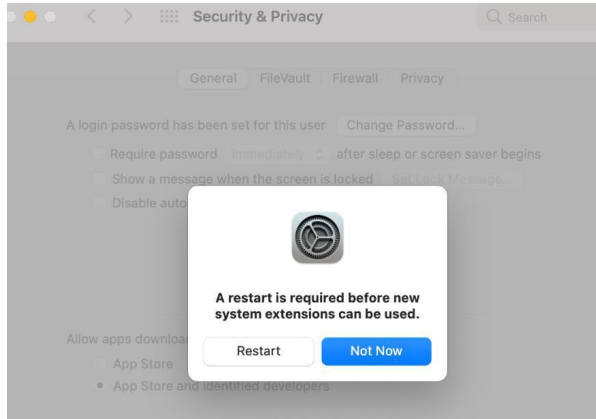 Security & Privacy
Search
General FileVault Firewall Privacy
A login password has been set for this user Change Password...
Require password immediately after sleep or screen saver begins
Show a message when the screen is locked Set Lock Message...
Disable auto
A restart is required before new
system extensions can be used.
Restart Not Now
Allow apps downloa
App Store
App Store and identified developers